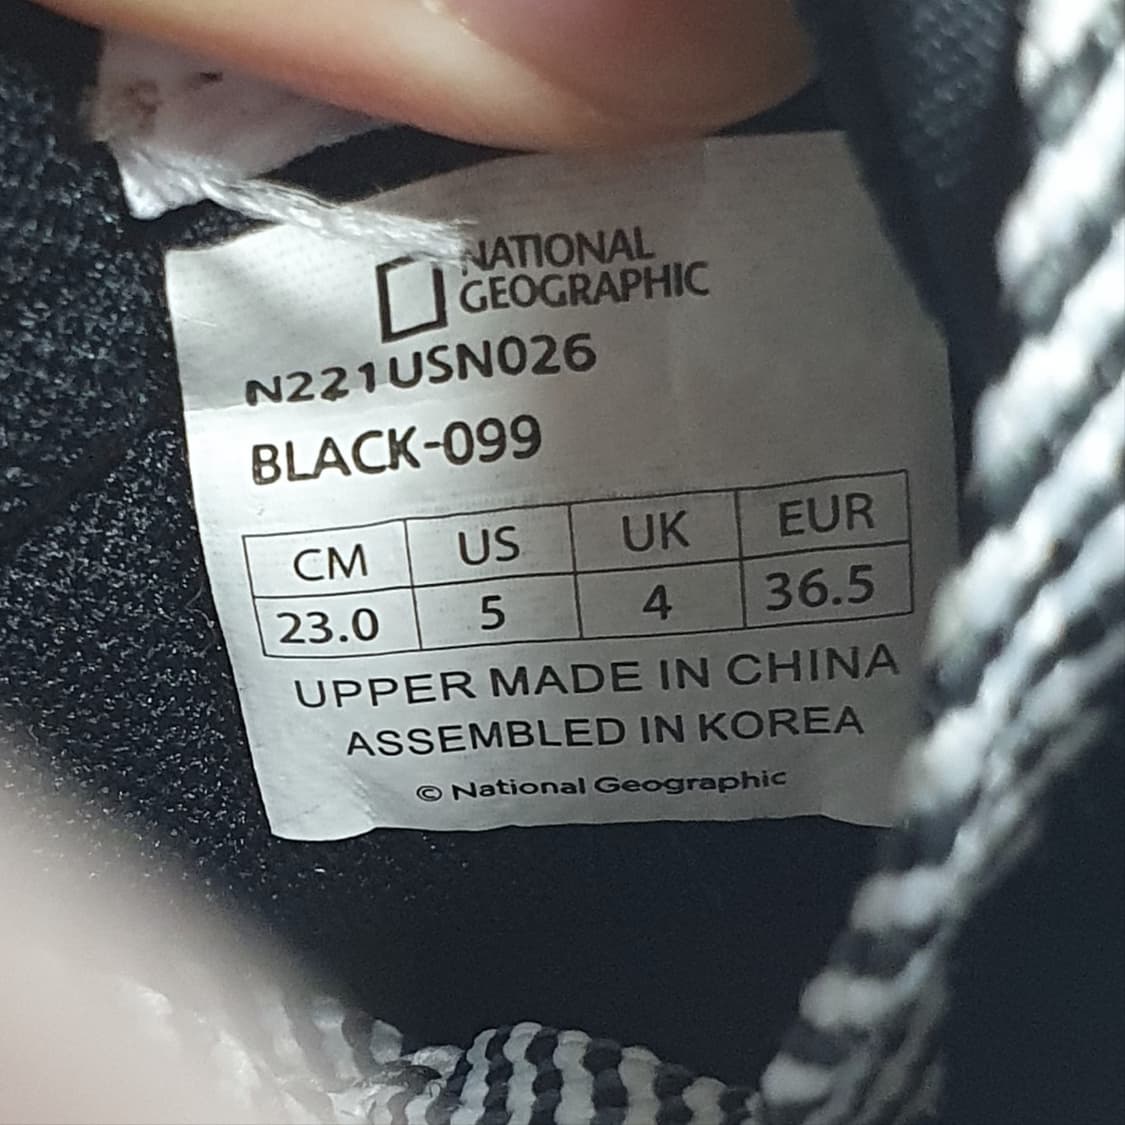 NATIONAL
GEOGRAPHIC
N221USN026
BLACK-099
CM US UK EUR
23.0 5 4 36.5
UPPER MADE IN CHINA
ASSEMBLED IN KOREA
© National Geographic